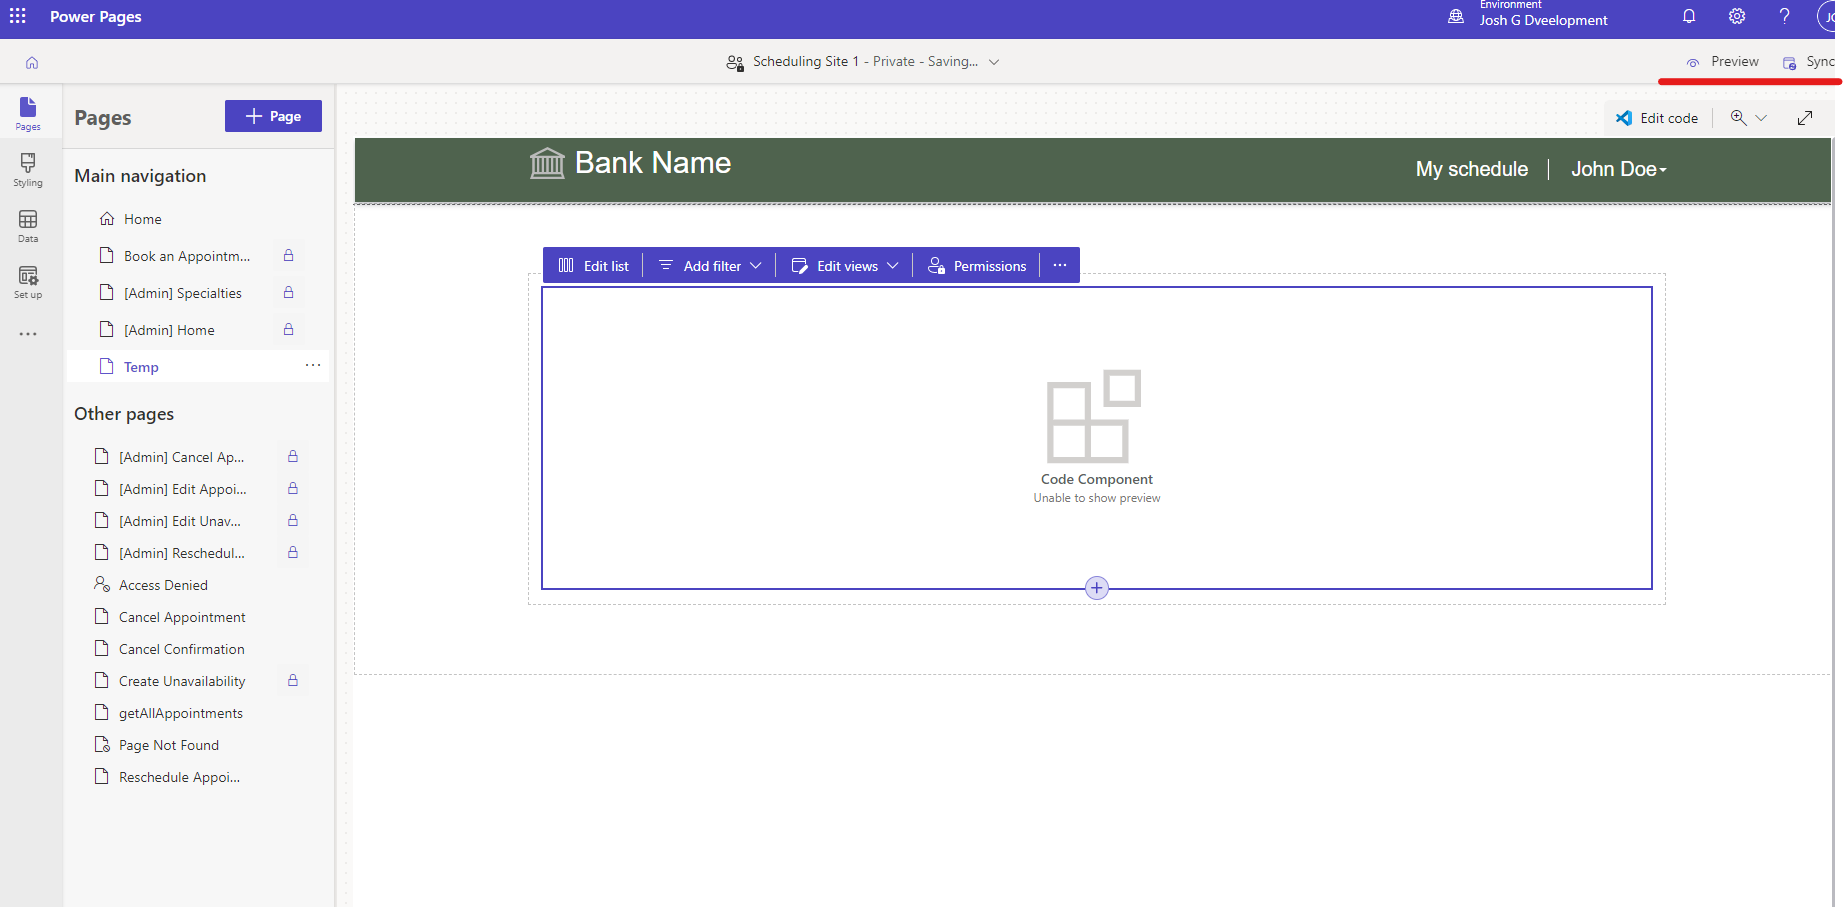 Power Pages
Environment
Josh G Dveelopment
Scheduling Site 1 - Private - Saving...
Preview
Sync
Pages
Styling
Data
Set up
Pages
Page
Main navigation
Home
Book an Appointm...
[Admin] Specialties
[Admin] Home
Temp
Other pages
[Admin] Cancel Ap...
[Admin] Edit Appoi...
[Admin] Edit Unav...
[Admin] Reschedul...
Access Denied
Cancel Appointment
Cancel Confirmation
Create Unavailability
getAllAppointments
Page Not Found
Reschedule Appoi...
Edit code
Bank Name
My schedule
John Doe
Edit list
Add filter
Edit views
Permissions
Code Component
Unable to show preview